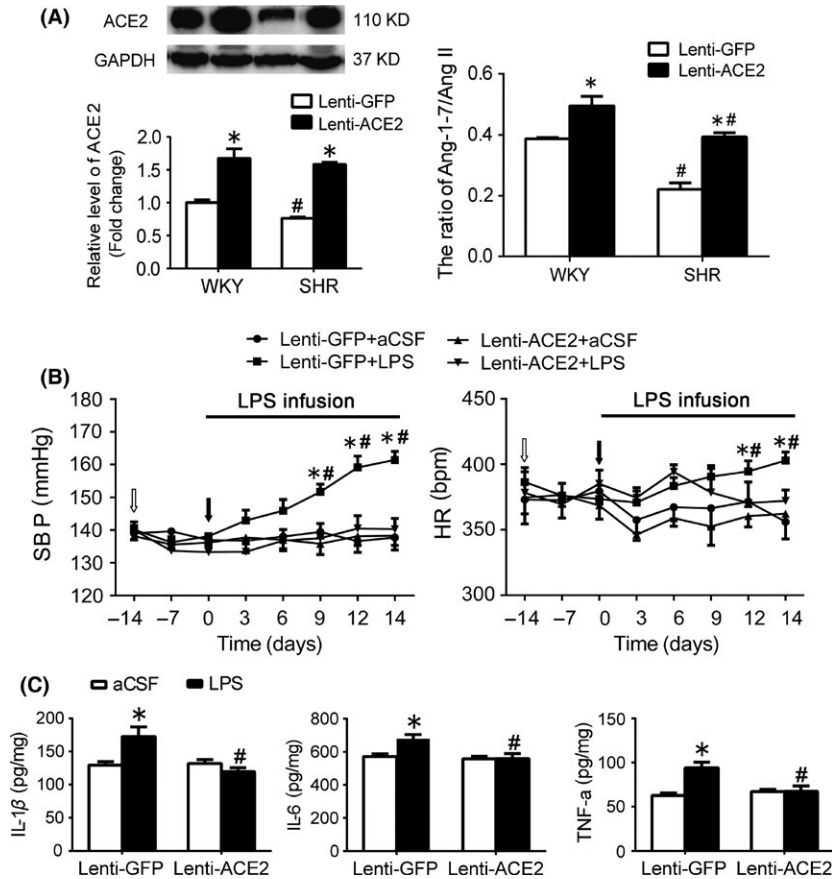 (A)
ACE2
110 KD
GAPDH
37 KD
Lenti-GFP
Lenti-ACE2
Relative level of ACE2
(Fold change)
2.0
1.5
1.0
0.5
0.0
*
#
*
WKY
SHR
Lenti-GFP
Lenti-ACE2
The ratio of Ang-1-7/Ang II
0.6
0.4
0.2
0.0
*
#
*#
WKY
SHR
Lenti-GFP+aCSF
Lenti-ACE2+aCSF
Lenti-GFP+LPS
Lenti-ACE2+LPS
(B)
LPS infusion
SBP (mmHg)
180
170
160
150
140
130
120
*#
*#
*#
–14
–7
0
3
6
9
12
14
Time (days)
LPS infusion
HR (bpm)
450
400
350
300
*#
*#
–14
–7
0
3
6
9
12
14
Time (days)
(C)
aCSF
LPS
IL-1β (pg/mg)
200
150
100
50
0
*
#
Lenti-GFP
Lenti-ACE2
IL-6 (pg/mg)
800
600
400
200
0
*
#
Lenti-GFP
Lenti-ACE2
TNF-a (pg/mg)
150
100
50
0
*
#
Lenti-GFP
Lenti-ACE2